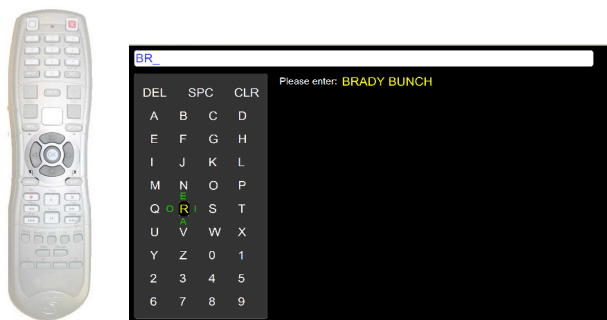 BR_
Please enter: BRADY BUNCH
DEL SPC CLR
A B C D
E F G H
I J K L
M N O P
E
Q O R I S T
A
U V W X
Y Z 0 1
2 3 4 5
6 7 8 9